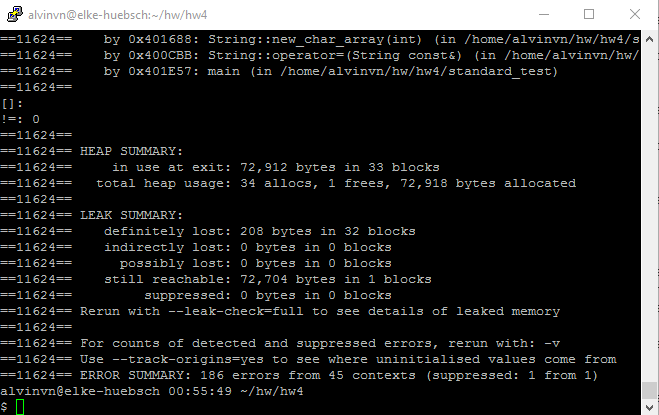 alvinvn@elke-huebsch:~/hw/hw4
==11624==    by 0x401688: String::new_char_array(int) (in /home/alvinvn/hw/hw4/s
==11624==    by 0x400CBB: String::operator=(String const&) (in /home/alvinvn/hw/
==11624==    by 0x401E57: main (in /home/alvinvn/hw/hw4/standard_test)
==11624==
[]:
!=: 0
==11624==
==11624== HEAP SUMMARY:
==11624==     in use at exit: 72,912 bytes in 33 blocks
==11624==   total heap usage: 34 allocs, 1 frees, 72,918 bytes allocated
==11624==
==11624== LEAK SUMMARY:
==11624==    definitely lost: 208 bytes in 32 blocks
==11624==    indirectly lost: 0 bytes in 0 blocks
==11624==      possibly lost: 0 bytes in 0 blocks
==11624==    still reachable: 72,704 bytes in 1 blocks
==11624==         suppressed: 0 bytes in 0 blocks
==11624== Rerun with --leak-check=full to see details of leaked memory
==11624==
==11624== For counts of detected and suppressed errors, rerun with: -v
==11624== Use --track-origins=yes to see where uninitialised values come from
==11624== ERROR SUMMARY: 186 errors from 45 contexts (suppressed: 1 from 1)
alvinvn@elke-huebsch 00:55:49 ~/hw/hw4
$